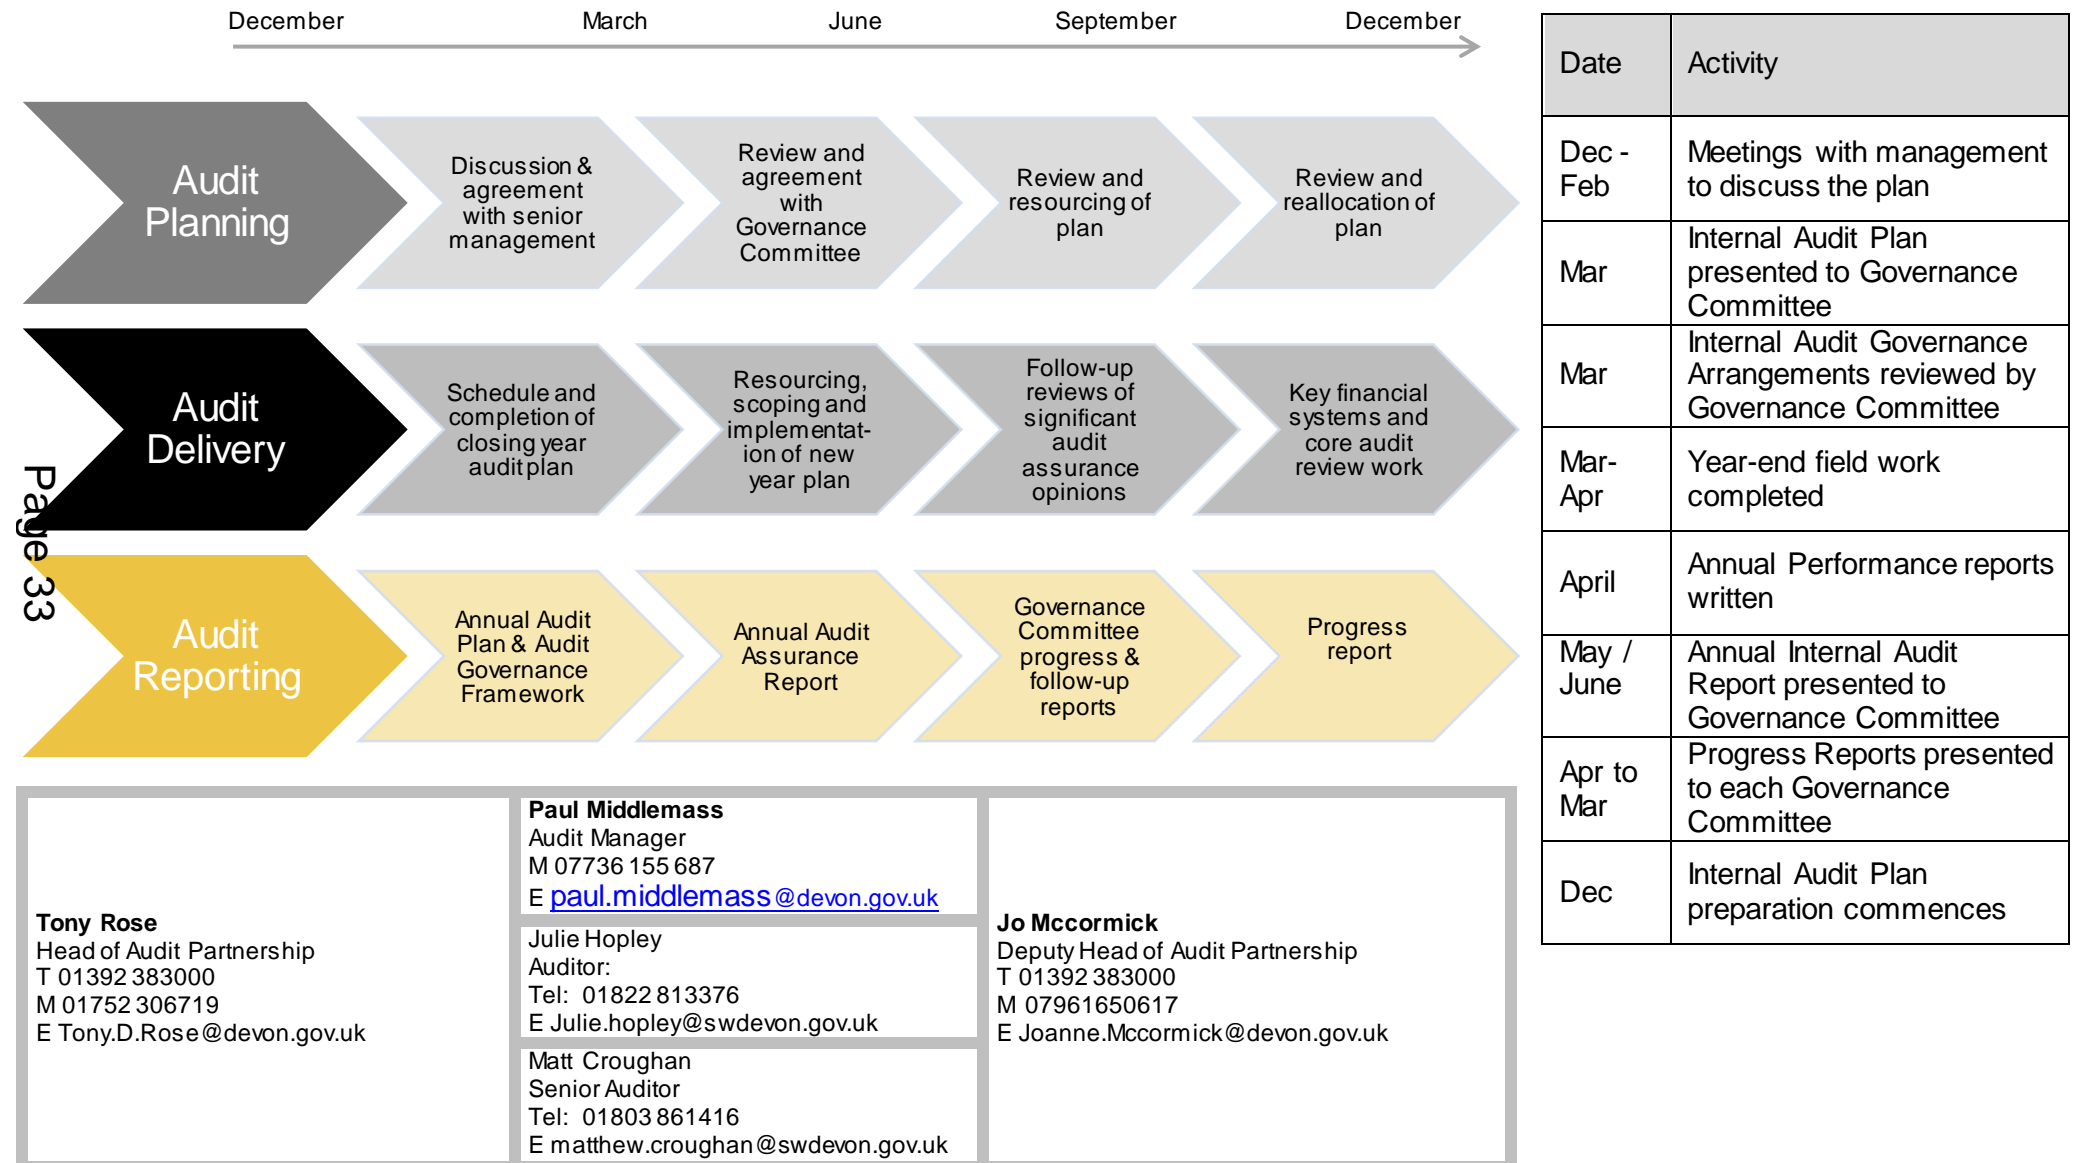 December March June September December
Audit
Planning
Discussion &
agreement
with senior
management
Review and
agreement
with
Governance
Committee
Review and
resourcing of
plan
Review and
reallocation of
plan
Audit
Delivery
Schedule and
completion of
closing year
audit plan
Resourcing,
scoping and
implementat-
ion of new
year plan
Follow-up
reviews of
significant
audit
assurance
opinions
Key financial
systems and
core audit
review work
Page 33
Audit
Reporting
Annual Audit
Plan & Audit
Governance
Framework
Annual Audit
Assurance
Report
Governance
Committee
progress &
follow-up
reports
Progress
report
Tony Rose
Head of Audit Partnership
T 01392 383000
M 01752 306719
E Tony.D.Rose@devon.gov.uk
Paul Middlemass
Audit Manager
M 07736 155 687
E paul.middlemass@devon.gov.uk
Julie Hopley
Auditor:
Tel: 01822 813376
E Julie.hopley@swdevon.gov.uk
Matt Croughan
Senior Auditor
Tel: 01803 861416
E matthew.croughan@swdevon.gov.uk
Jo Mccormick
Deputy Head of Audit Partnership
T 01392 383000
M 07961650617
E Joanne.Mccormick@devon.gov.uk
Date Activity
Dec -
Feb
Meetings with management
to discuss the plan
Mar
Internal Audit Plan
presented to Governance
Committee
Mar
Internal Audit Governance
Arrangements reviewed by
Governance Committee
Mar-
Apr
Year-end field work
completed
April
Annual Performance reports
written
May /
June
Annual Internal Audit
Report presented to
Governance Committee
Apr to
Mar
Progress Reports presented
to each Governance
Committee
Dec
Internal Audit Plan
preparation commences